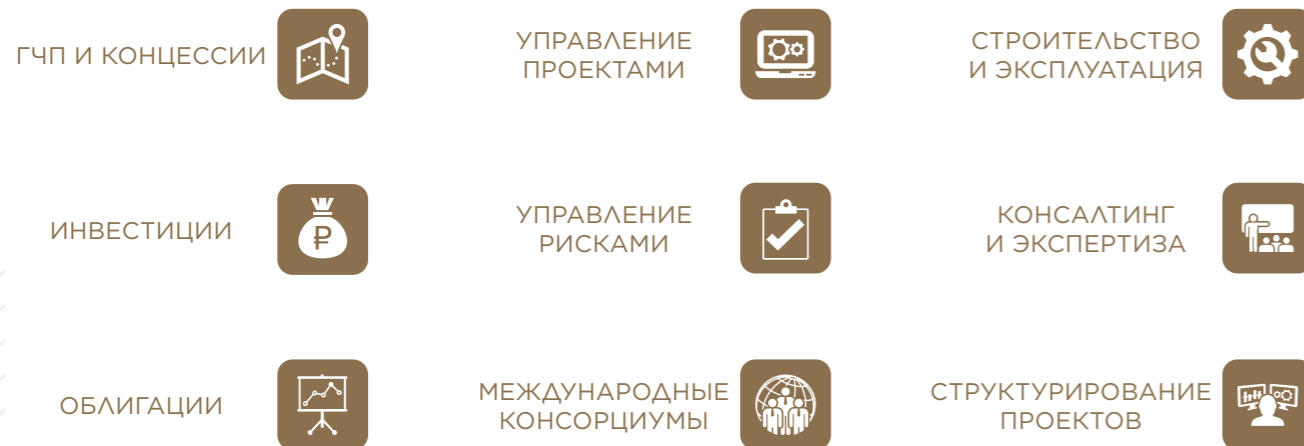 ГЧП И КОНЦЕССИИ
УПРАВЛЕНИЕ
ПРОЕКТАМИ
СТРОИТЕЛЬСТВО
И ЭКСПЛУАТАЦИЯ
ИНВЕСТИЦИИ
УПРАВЛЕНИЕ
РИСКАМИ
КОНСАЛТИНГ
И ЭКСПЕРТИЗА
ОБЛИГАЦИИ
МЕЖДУНАРОДНЫЕ
КОНСОРЦИУМЫ
СТРУКТУРИРОВАНИЕ
ПРОЕКТОВ